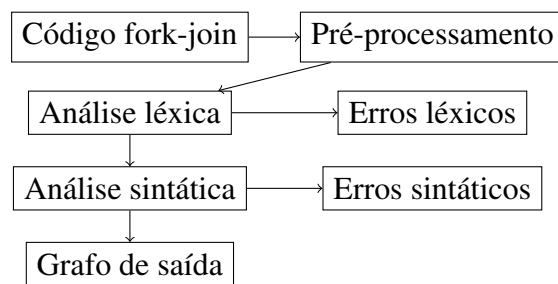 Código fork-join
Pré-processamento
Análise léxica
Erros léxicos
Análise sintática
Erros sintáticos
Grafo de saída